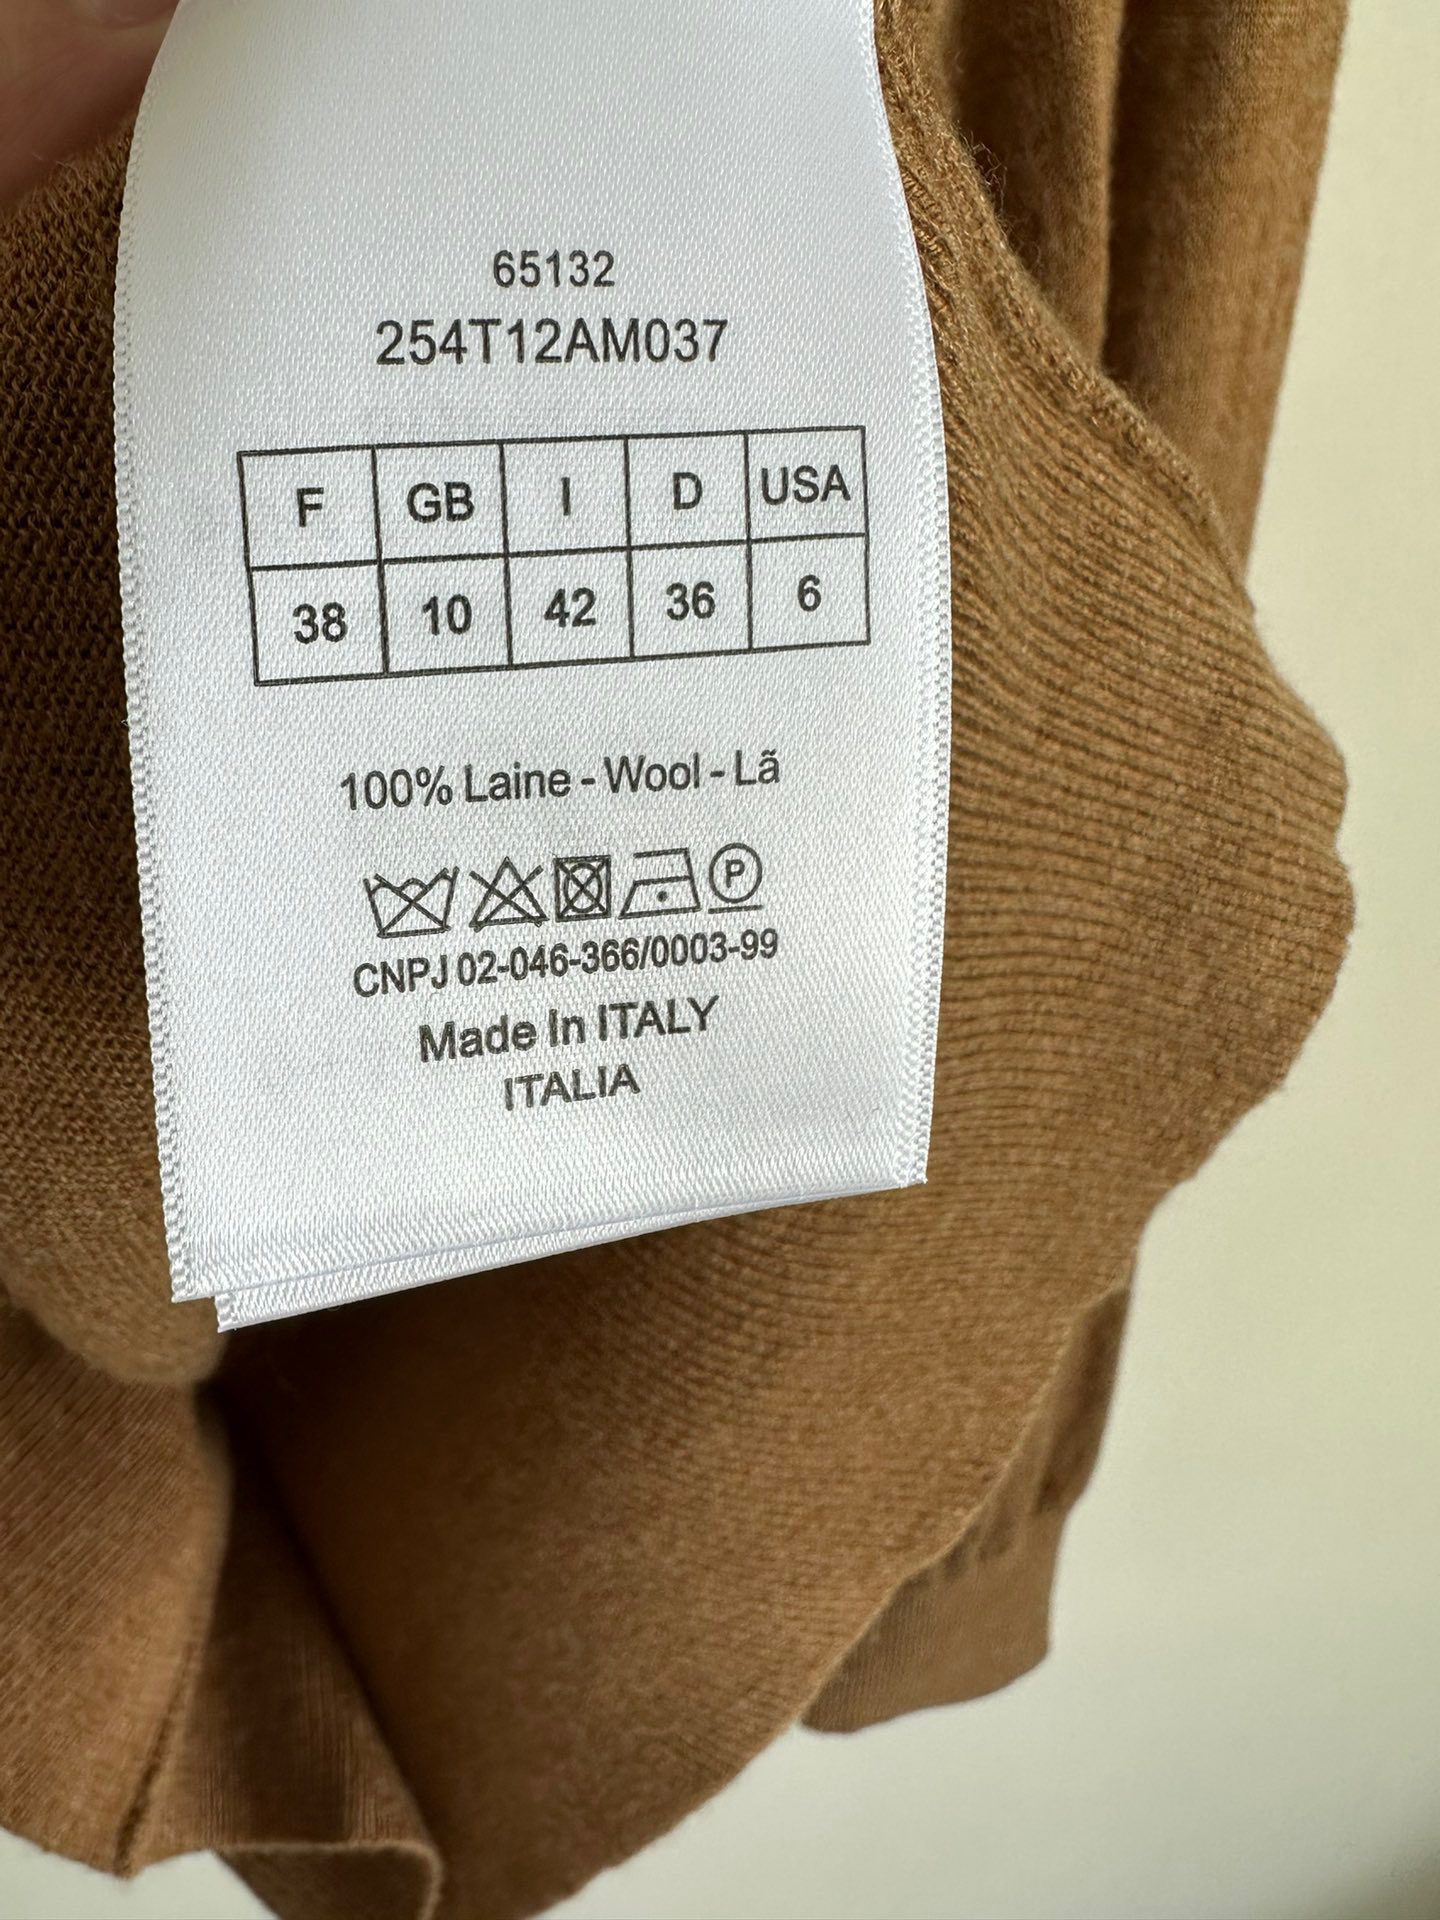 65132
254T12AM037
F GB I D USA
38 10 42 36 6
100% Laine - Wool - Lã
P
CNPJ 02-046-366/0003-99
Made In ITALY
ITALIA